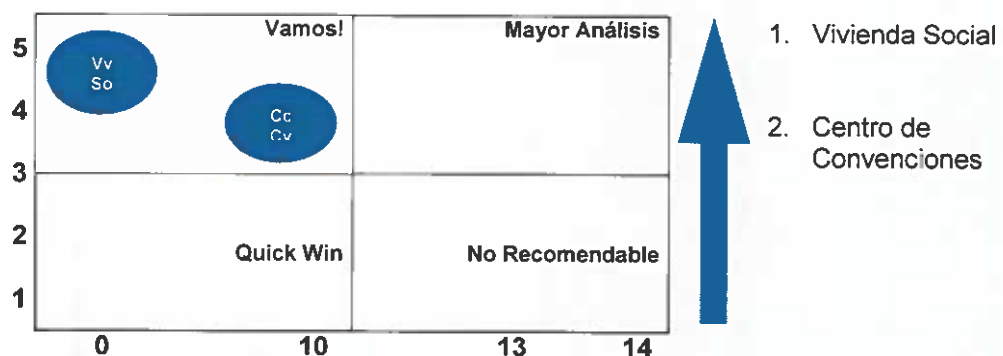 Vamos!
Mayor Análisis
5
4
3
2
1
Vv
So
Cc
Cv
Quick Win
No Recomendable
0
10
13
14
1. Vivienda Social
2. Centro de
Convenciones